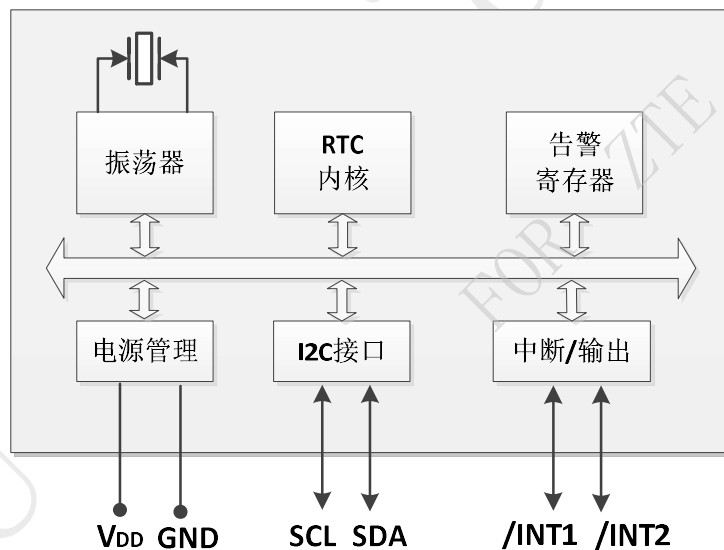 振荡器
RTC
内核
告警
寄存器
电源管理
I2C接口
中断/输出
VDD GND
SCL SDA
/INT1 /INT2
FOR ZTE